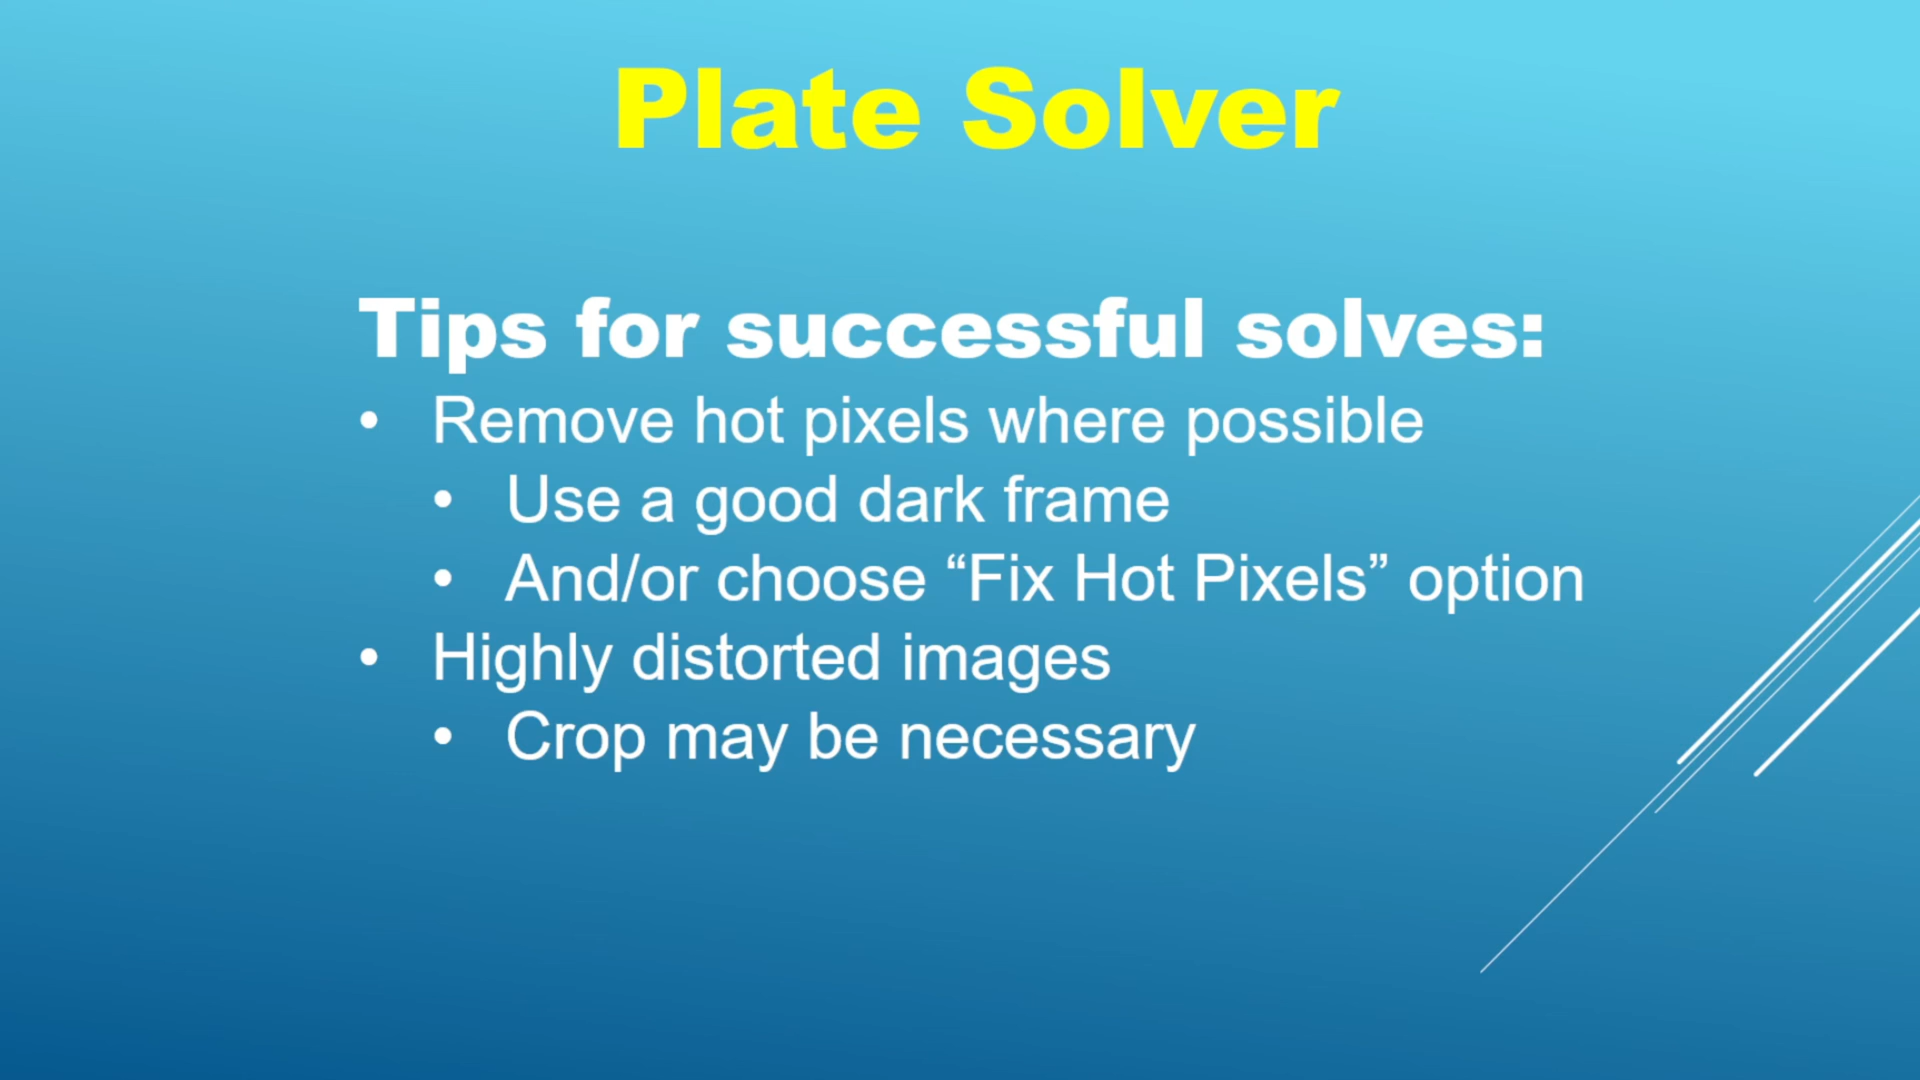 Plate Solver
Tips for successful solves:
• Remove hot pixels where possible
• Use a good dark frame
• And/or choose “Fix Hot Pixels” option
• Highly distorted images
• Crop may be necessary